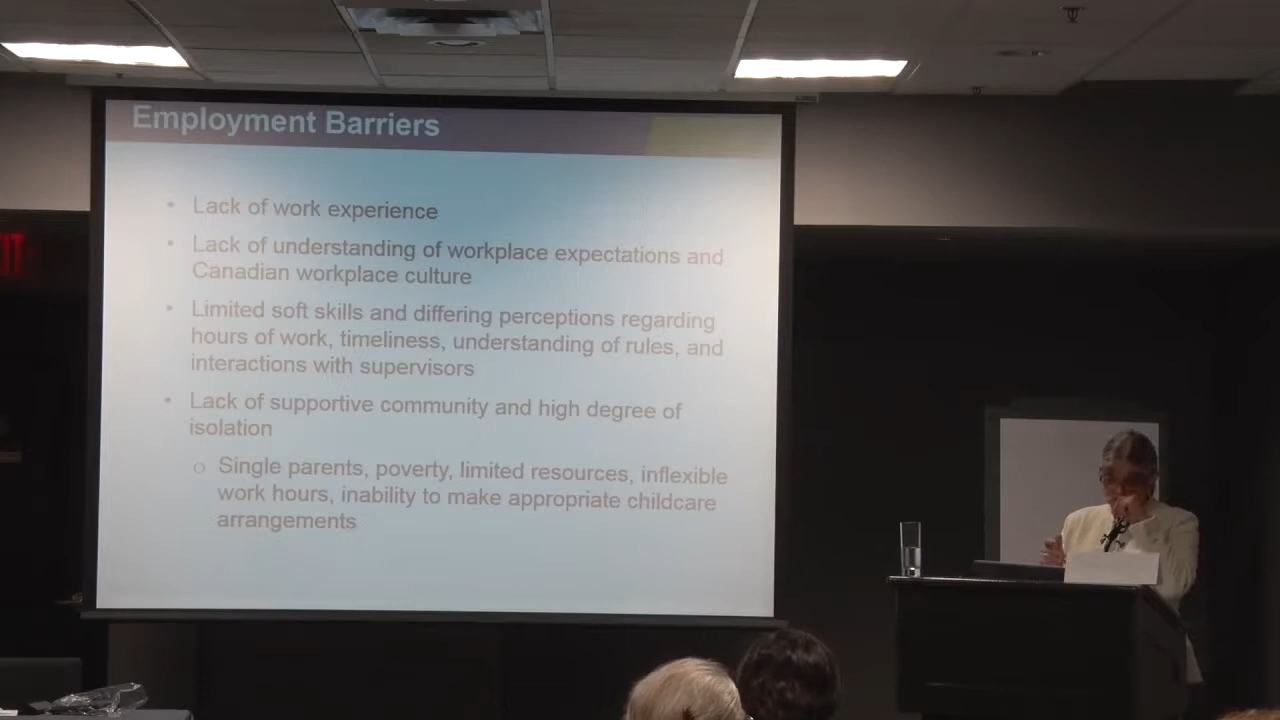 Employment Barriers
• Lack of work experience
• Lack of understanding of workplace expectations and
Canadian workplace culture
• Limited soft skills and differing perceptions regarding
hours of work, timeliness, understanding of rules, and
interactions with supervisors
• Lack of supportive community and high degree of
isolation
o Single parents, poverty, limited resources, inflexible
work hours, inability to make appropriate childcare
arrangements